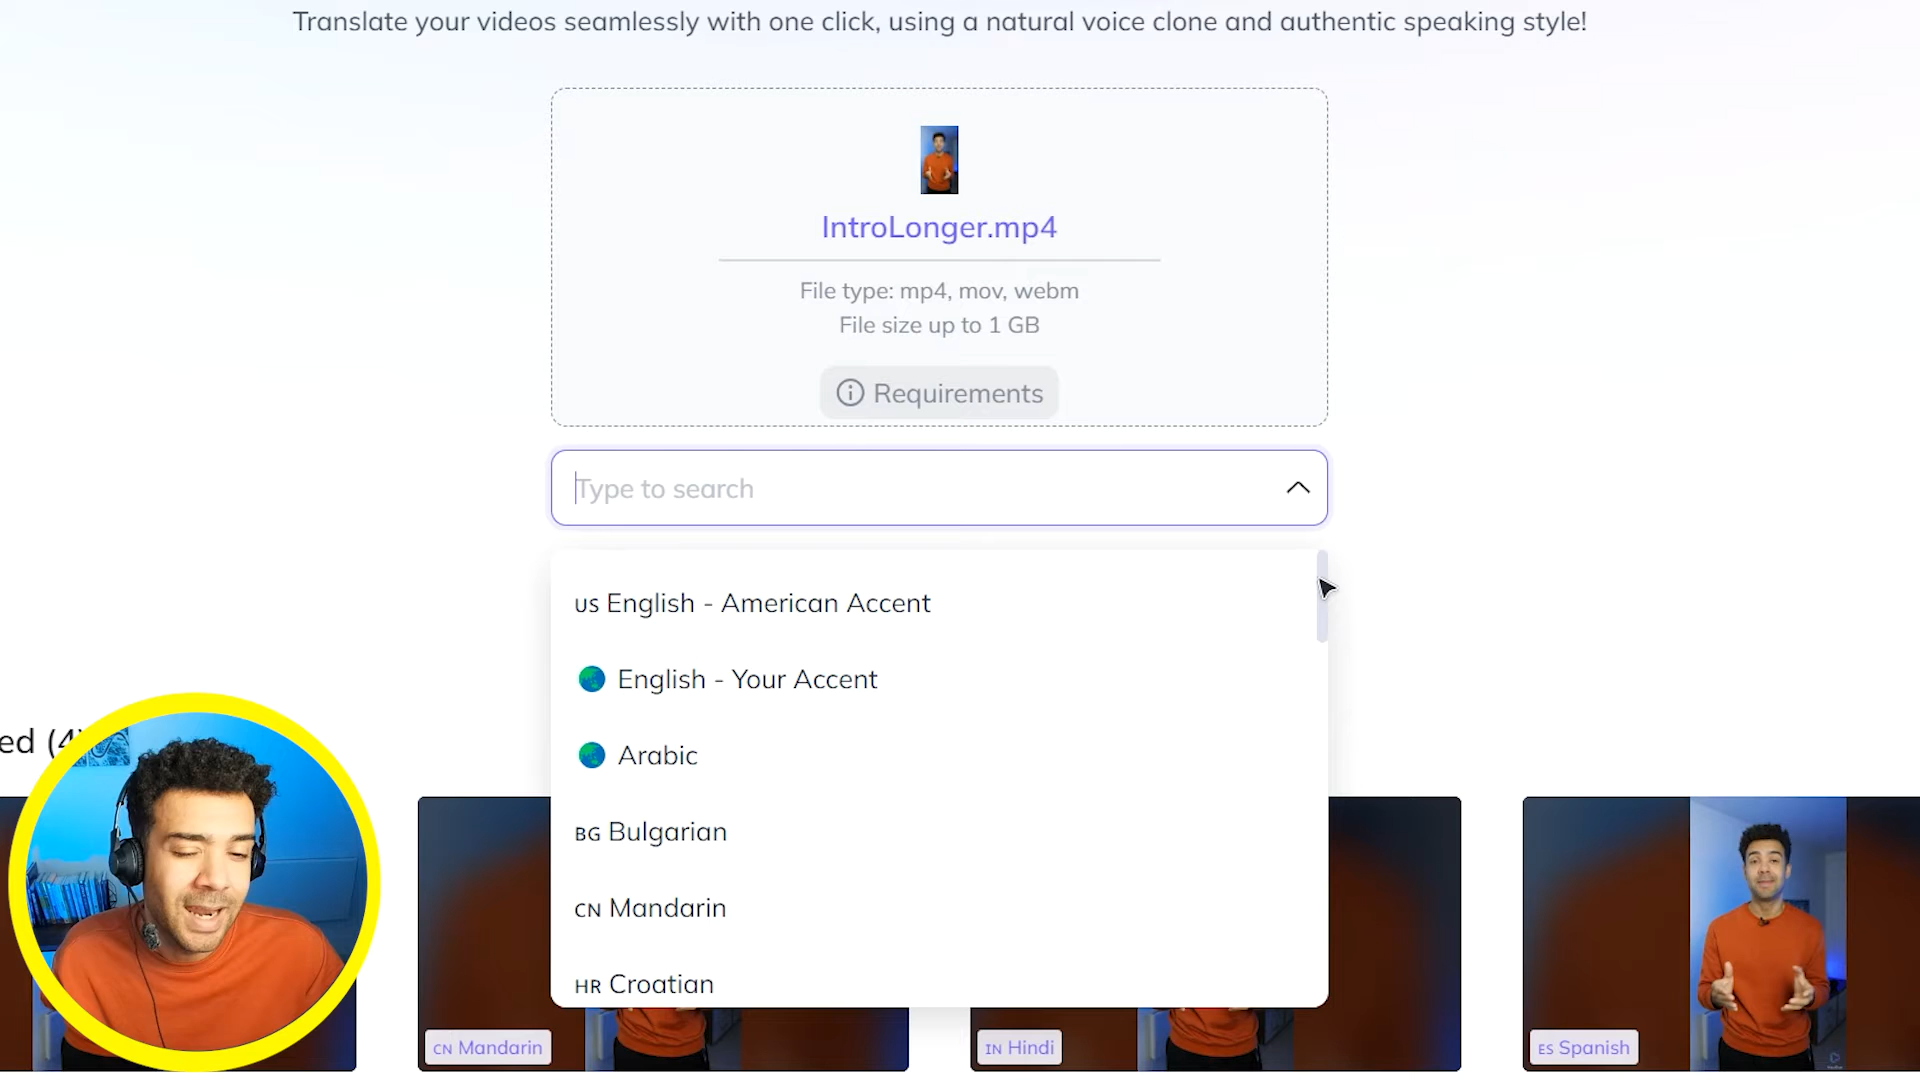 Translate your videos seamlessly with one click, using a natural voice clone and authentic speaking style!
IntroLonger.mp4
File type: mp4, mov, webm
File size up to 1 GB
Requirements
Type to search
US English - American Accent
English - Your Accent
Arabic
BG Bulgarian
CN Mandarin
HR Croatian
ed (4)
CN Mandarin
IN Hindi
ES Spanish